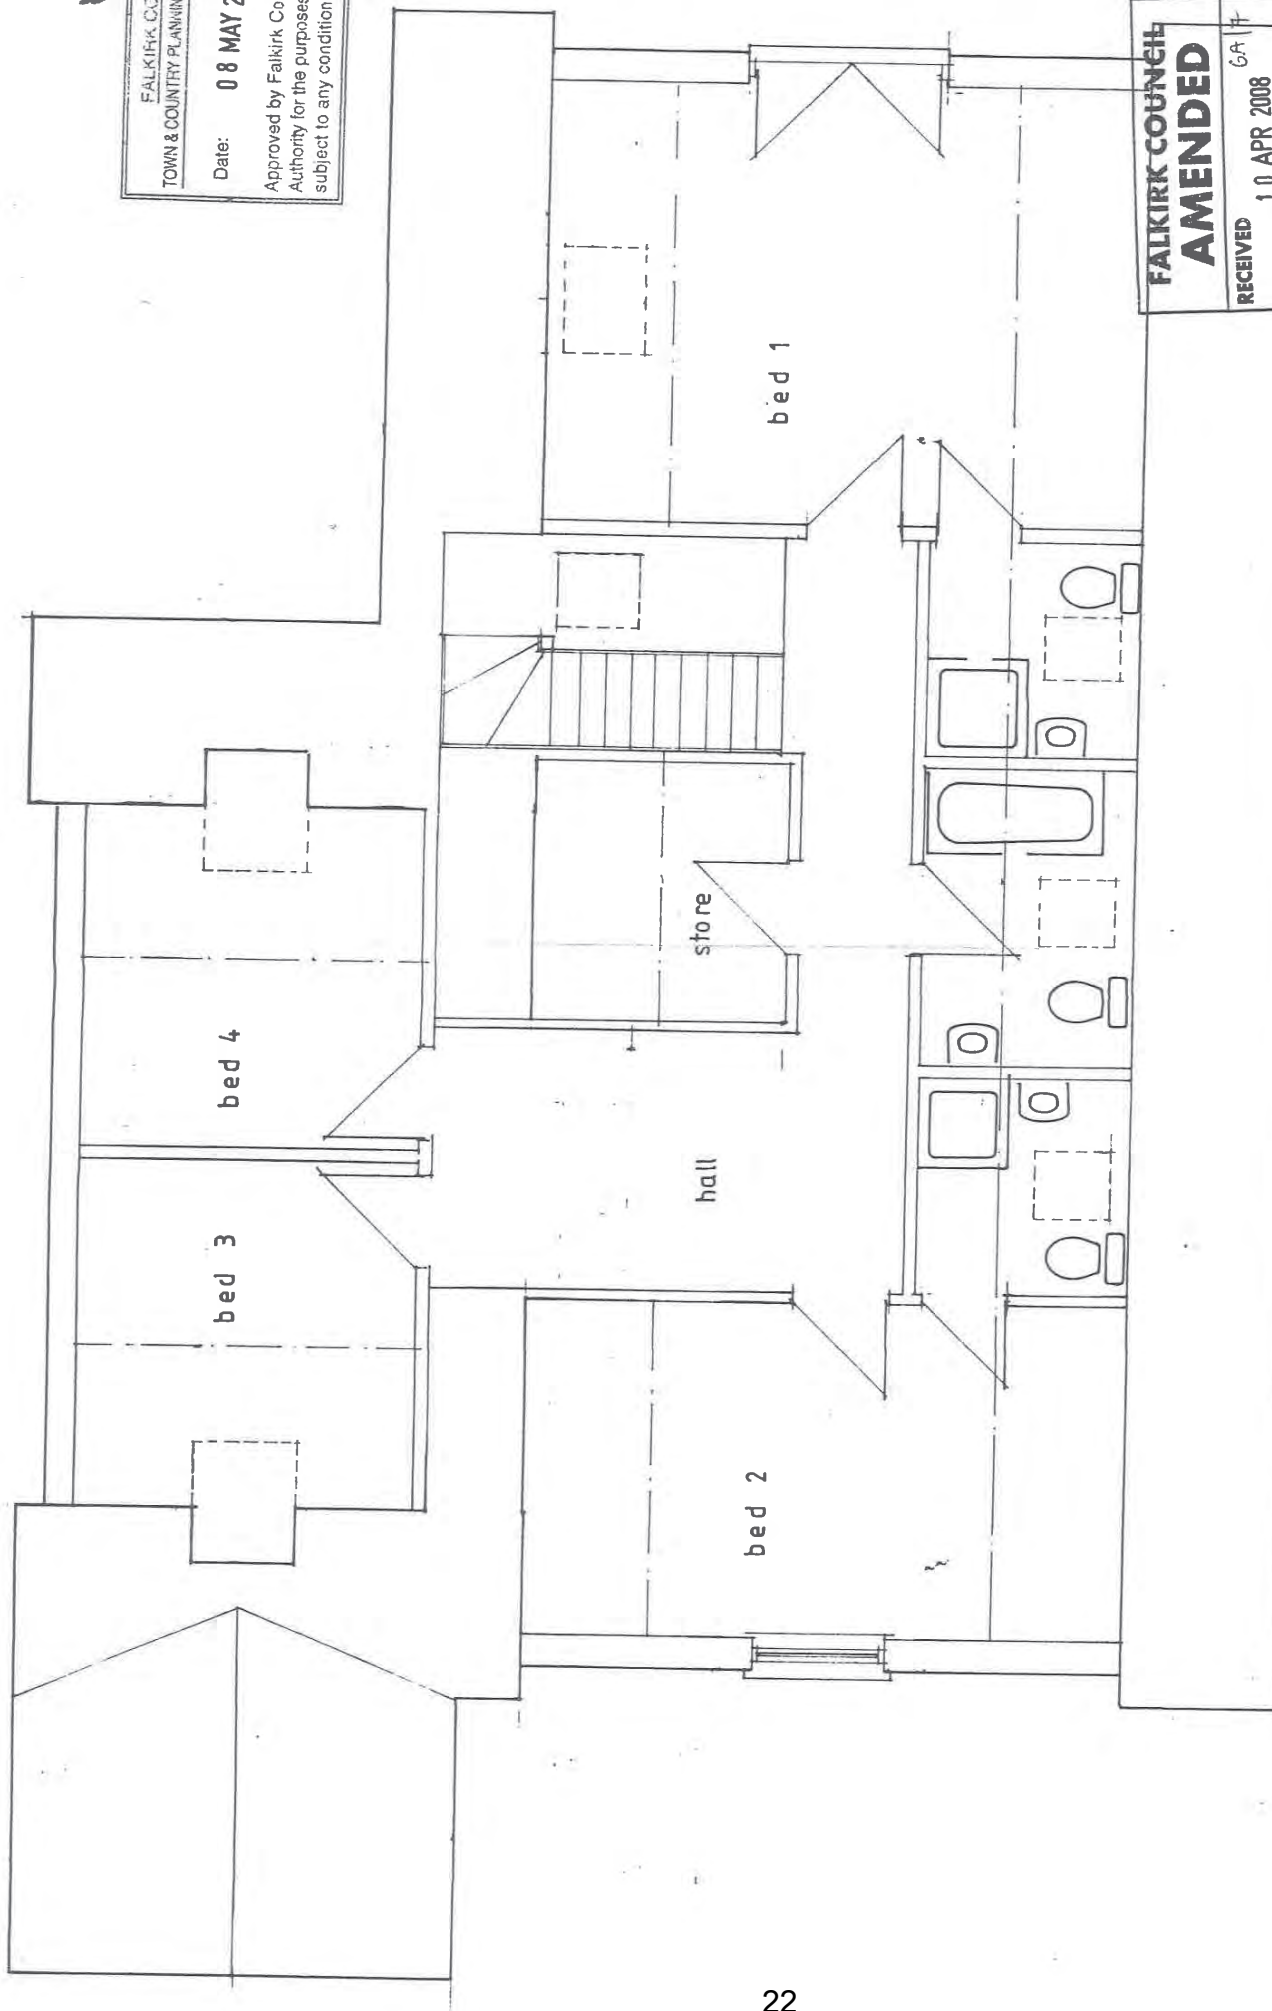 FALKIRK CO
TOWN & COUNTRY PLANNIN
Date: 08 MAY 2
Approved by Falkirk Co
Authority for the purposes
subject to any condition
FALKIRK COUNCIL
AMENDED
RECEIVED 10 APR 2008
GA 17
bed 1
bed 4
store
bed 3
hall
bed 2
22